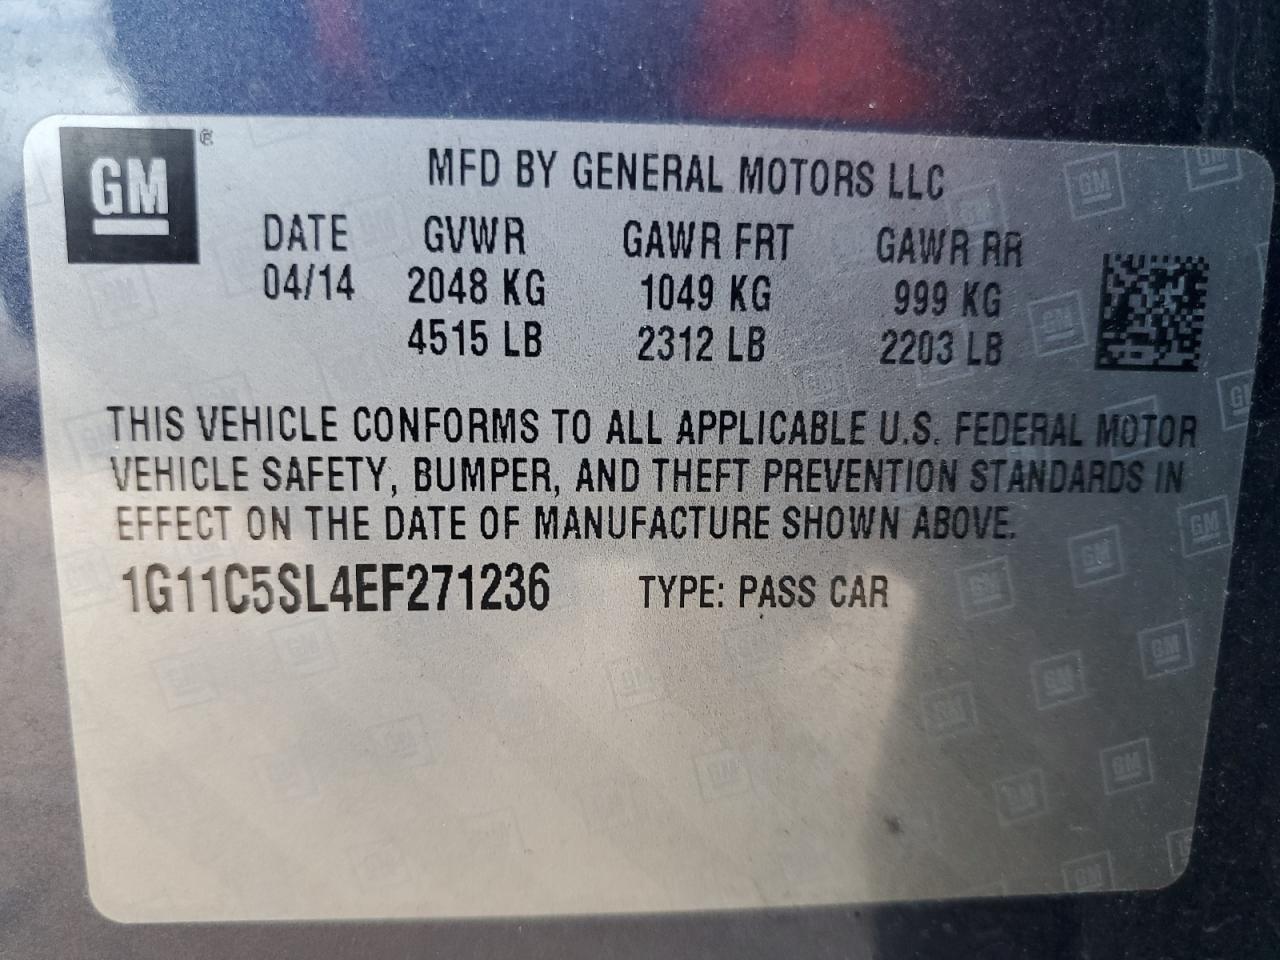 GM ®
MFD BY GENERAL MOTORS LLC
DATE GVWR GAWR FRT GAWR RR
04/14 2048 KG 1049 KG 999 KG
4515 LB 2312 LB 2203 LB
THIS VEHICLE CONFORMS TO ALL APPLICABLE U.S. FEDERAL MOTOR
VEHICLE SAFETY, BUMPER, AND THEFT PREVENTION STANDARDS IN
EFFECT ON THE DATE OF MANUFACTURE SHOWN ABOVE.
1G11C5SL4EF271236 TYPE: PASS CAR